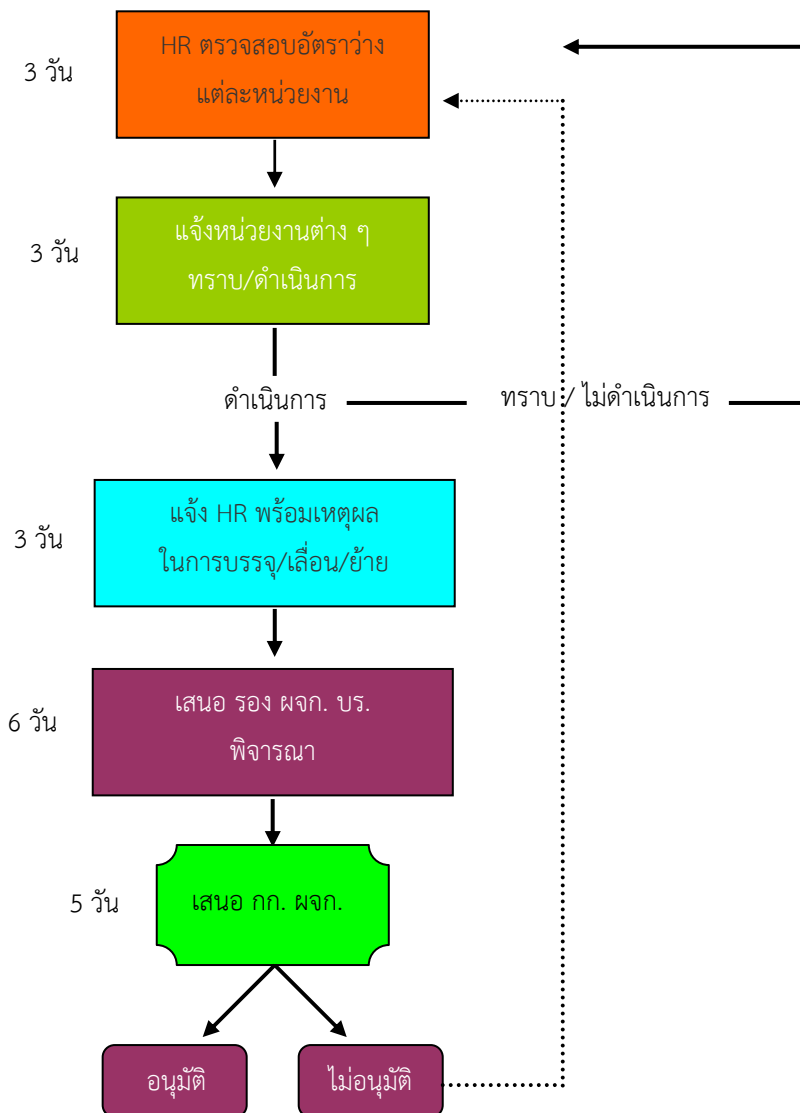 HR ตรวจสอบอัตราว่าง
3 วัน
แต่ละหน่วยงาน
แจ้งหน่วยงานต่าง ๆ
3 วัน
ทราบ/ดำเนินการ
ดำเนินการ
ทราบ / ไม่ดำเนินการ
แจ้ง HR พร้อมเหตุผล
3 วัน
ในการบรรจุ/เลื่อน/ย้าย
เสนอ รอง ผจก. บร.
6 วัน
พิจารณา
5 วัน
เสนอ กก. ผจก.
อนุมัติ
ไม่อนุมัติ